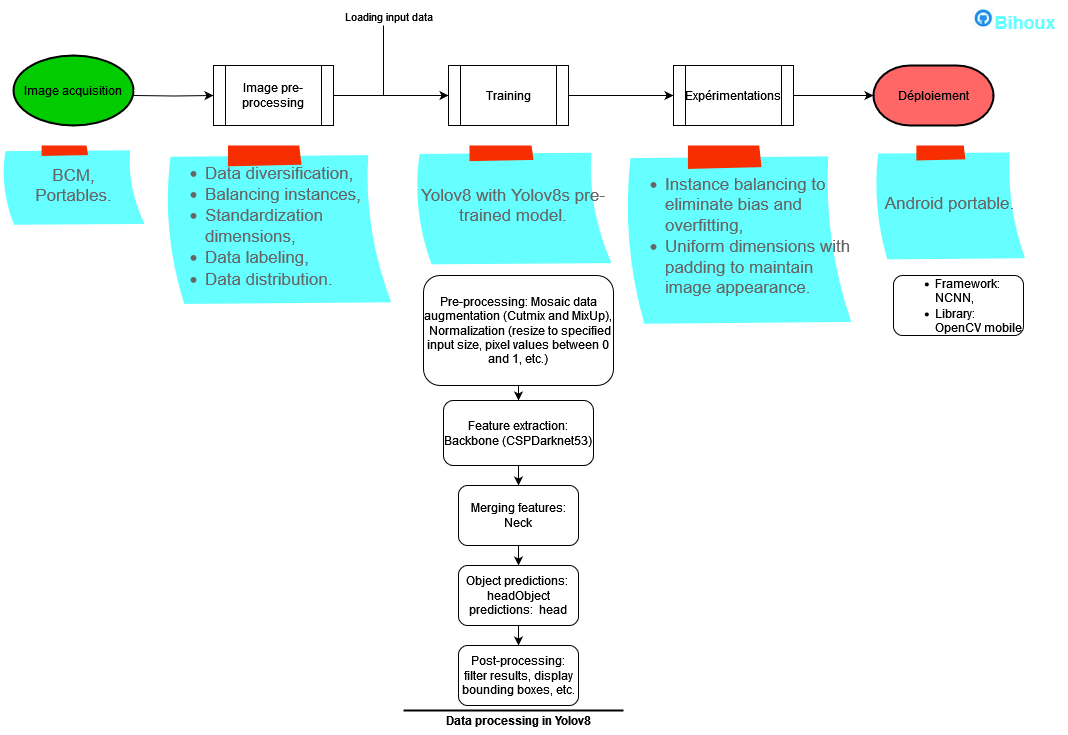 Loading input data
Bihoux
Image acquisition
Image pre-
processing
Training
Expérimentations
Déploiement
BCM,
Portables.
• Data diversification,
• Balancing instances,
• Standardization
dimensions,
• Data labeling,
• Data distribution.
Yolov8 with Yolov8s pre-
trained model.
• Instance balancing to
eliminate bias and
overfitting,
• Uniform dimensions with
padding to maintain
image appearance.
Android portable.
• Framework:
NCNN,
• Library:
OpenCV mobile
Pre-processing: Mosaic data
augmentation (Cutmix and MixUp),
Normalization (resize to specified
input size, pixel values between 0
and 1, etc.)
Feature extraction:
Backbone (CSPDarknet53)
Merging features:
Neck
Object predictions:
headObject
predictions: head
Post-processing:
filter results, display
bounding boxes, etc.
Data processing in Yolov8